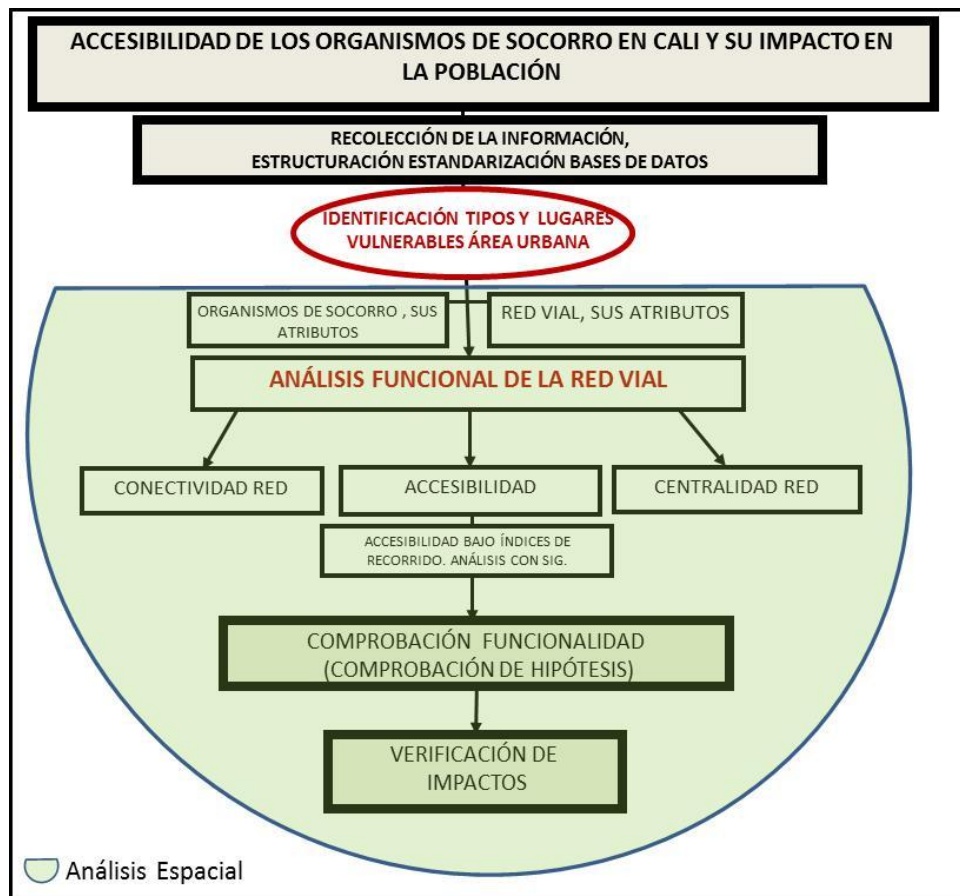 ACCESIBILIDAD DE LOS ORGANISMOS DE SOCORRO EN CALI Y SU IMPACTO EN
LA POBLACIÓN
RECOLECCIÓN DE LA INFORMACIÓN,
ESTRUCTURACIÓN ESTANDARIZACIÓN BASES DE DATOS
IDENTIFICACIÓN TIPOS Y LUGARES
VULNERABLES ÁREA URBANA
ORGANISMOS DE SOCORRO , SUS
ATRIBUTOS
RED VIAL, SUS ATRIBUTOS
ANÁLISIS FUNCIONAL DE LA RED VIAL
CONECTIVIDAD RED
ACCESIBILIDAD
CENTRALIDAD RED
ACCESIBILIDAD BAJO ÍNDICES DE
RECORRIDO. ANÁLISIS CON SIG.
COMPROBACIÓN FUNCIONALIDAD
(COMPROBACIÓN DE HIPÓTESIS)
VERIFICACIÓN DE
IMPACTOS
Análisis Espacial